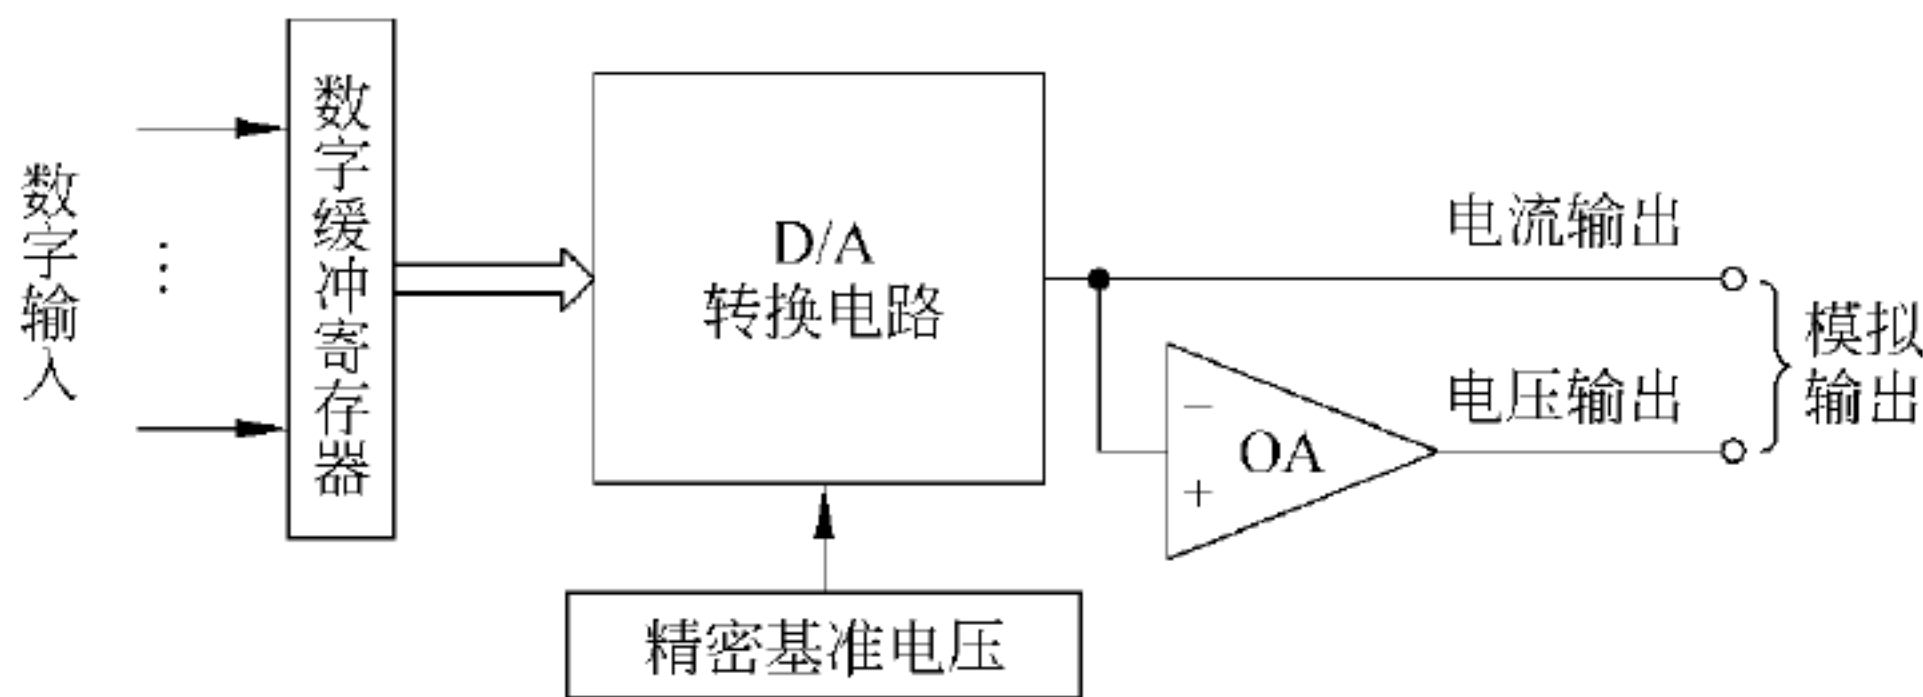 数字输入
…
数字缓冲寄存器
D/A
转换电路
电流输出
电压输出
−
OA
+
模拟
输出
精密基准电压